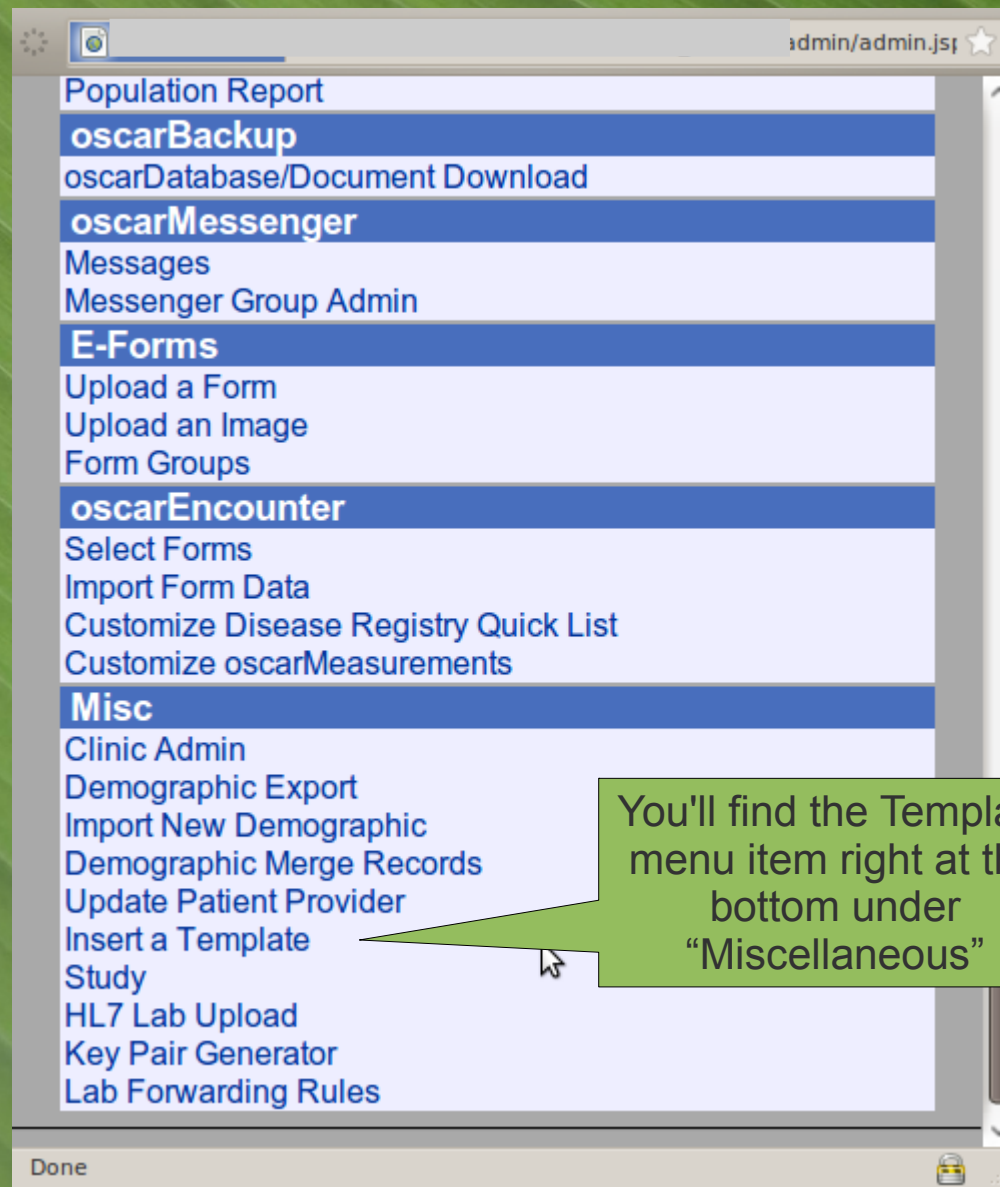 admin/admin.jsp
Population Report
oscarBackup
oscarDatabase/Document Download
oscarMessenger
Messages
Messenger Group Admin
E-Forms
Upload a Form
Upload an Image
Form Groups
oscarEncounter
Select Forms
Import Form Data
Customize Disease Registry Quick List
Customize oscarMeasurements
Misc
Clinic Admin
Demographic Export
Import New Demographic
Demographic Merge Records
Update Patient Provider
Insert a Template
Study
HL7 Lab Upload
Key Pair Generator
Lab Forwarding Rules
You'll find the
menu item right at
bottom under
“Miscellaneous”
Done